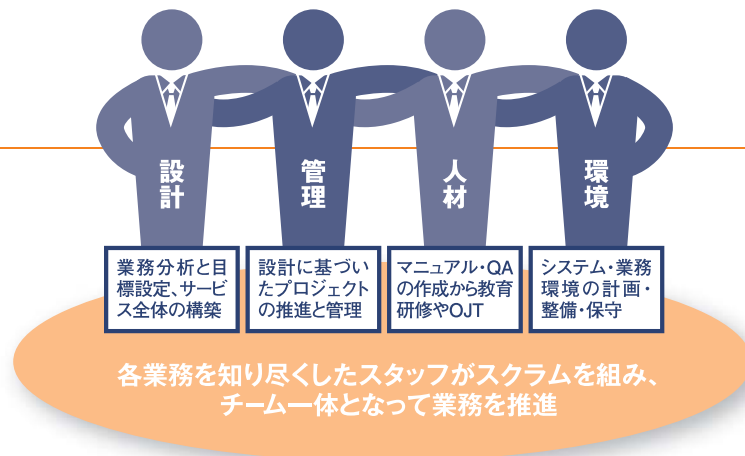 設計
管理
人材
環境
業務分析と目
標設定、サービ
ス全体の構築
設計に基づい
たプロジェクト
の推進と管理
マニュアル・QA
の作成から教育
研修やOJT
システム・業務
環境の計画・
整備・保守
各業務を知り尽くしたスタッフがスクラムを組み、
チーム一体となって業務を推進